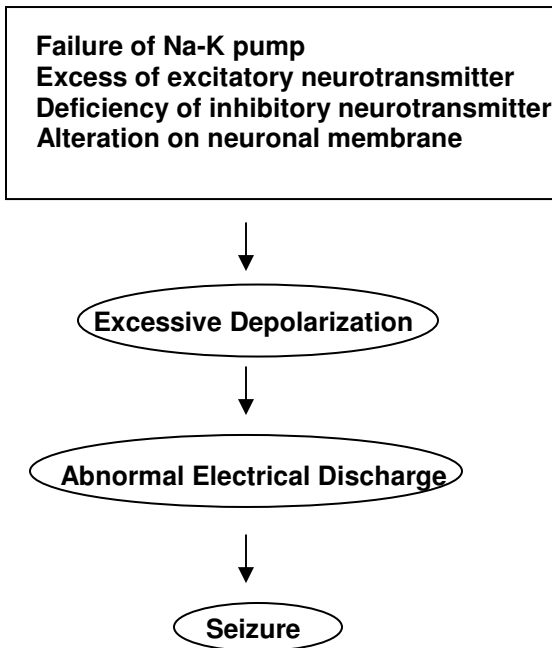 Failure of Na-K pump
Excess of excitatory neurotransmitter
Deficiency of inhibitory neurotransmitter
Alteration on neuronal membrane
Excessive Depolarization
Abnormal Electrical Discharge
Seizure